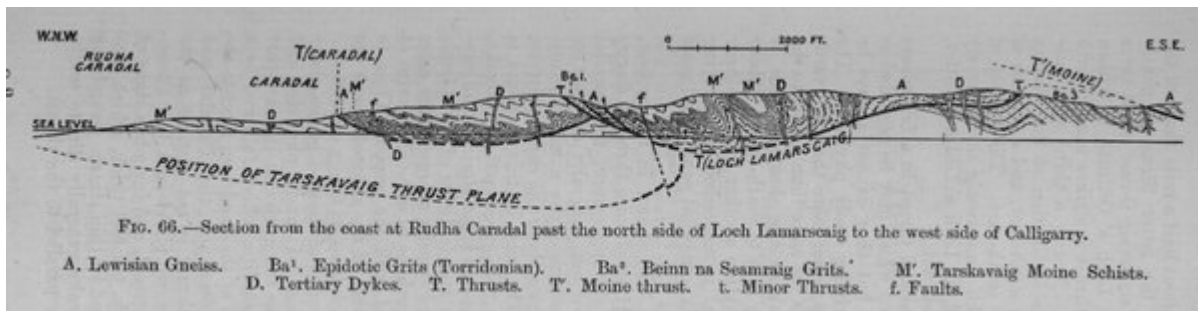 W.N.W.
RUDHA
CARADAL
CARADAL
T(CARADAL)
0 2000 FT.
E.S.E.
T'(MOINE)
M' D A M' f M' D T Ba.1. t A t f M' M' D A D T A
SEA LEVEL
D
T(LOCH LAMARSCAIG)
POSITION OF TARSKAVAIG THRUST PLANE
FIG. 66.—Section from the coast at Rudha Caradal past the north side of Loch Lamarscaig to the west side of Calligarry.
A. Lewisian Gneiss. Ba¹. Epidotic Grits (Torridonian). Ba². Beinn na Seamraig Grits. M'. Tarskavaig Moine Schists.
D. Tertiary Dykes. T. Thrusts. T'. Moine thrust. t. Minor Thrusts. f. Faults.